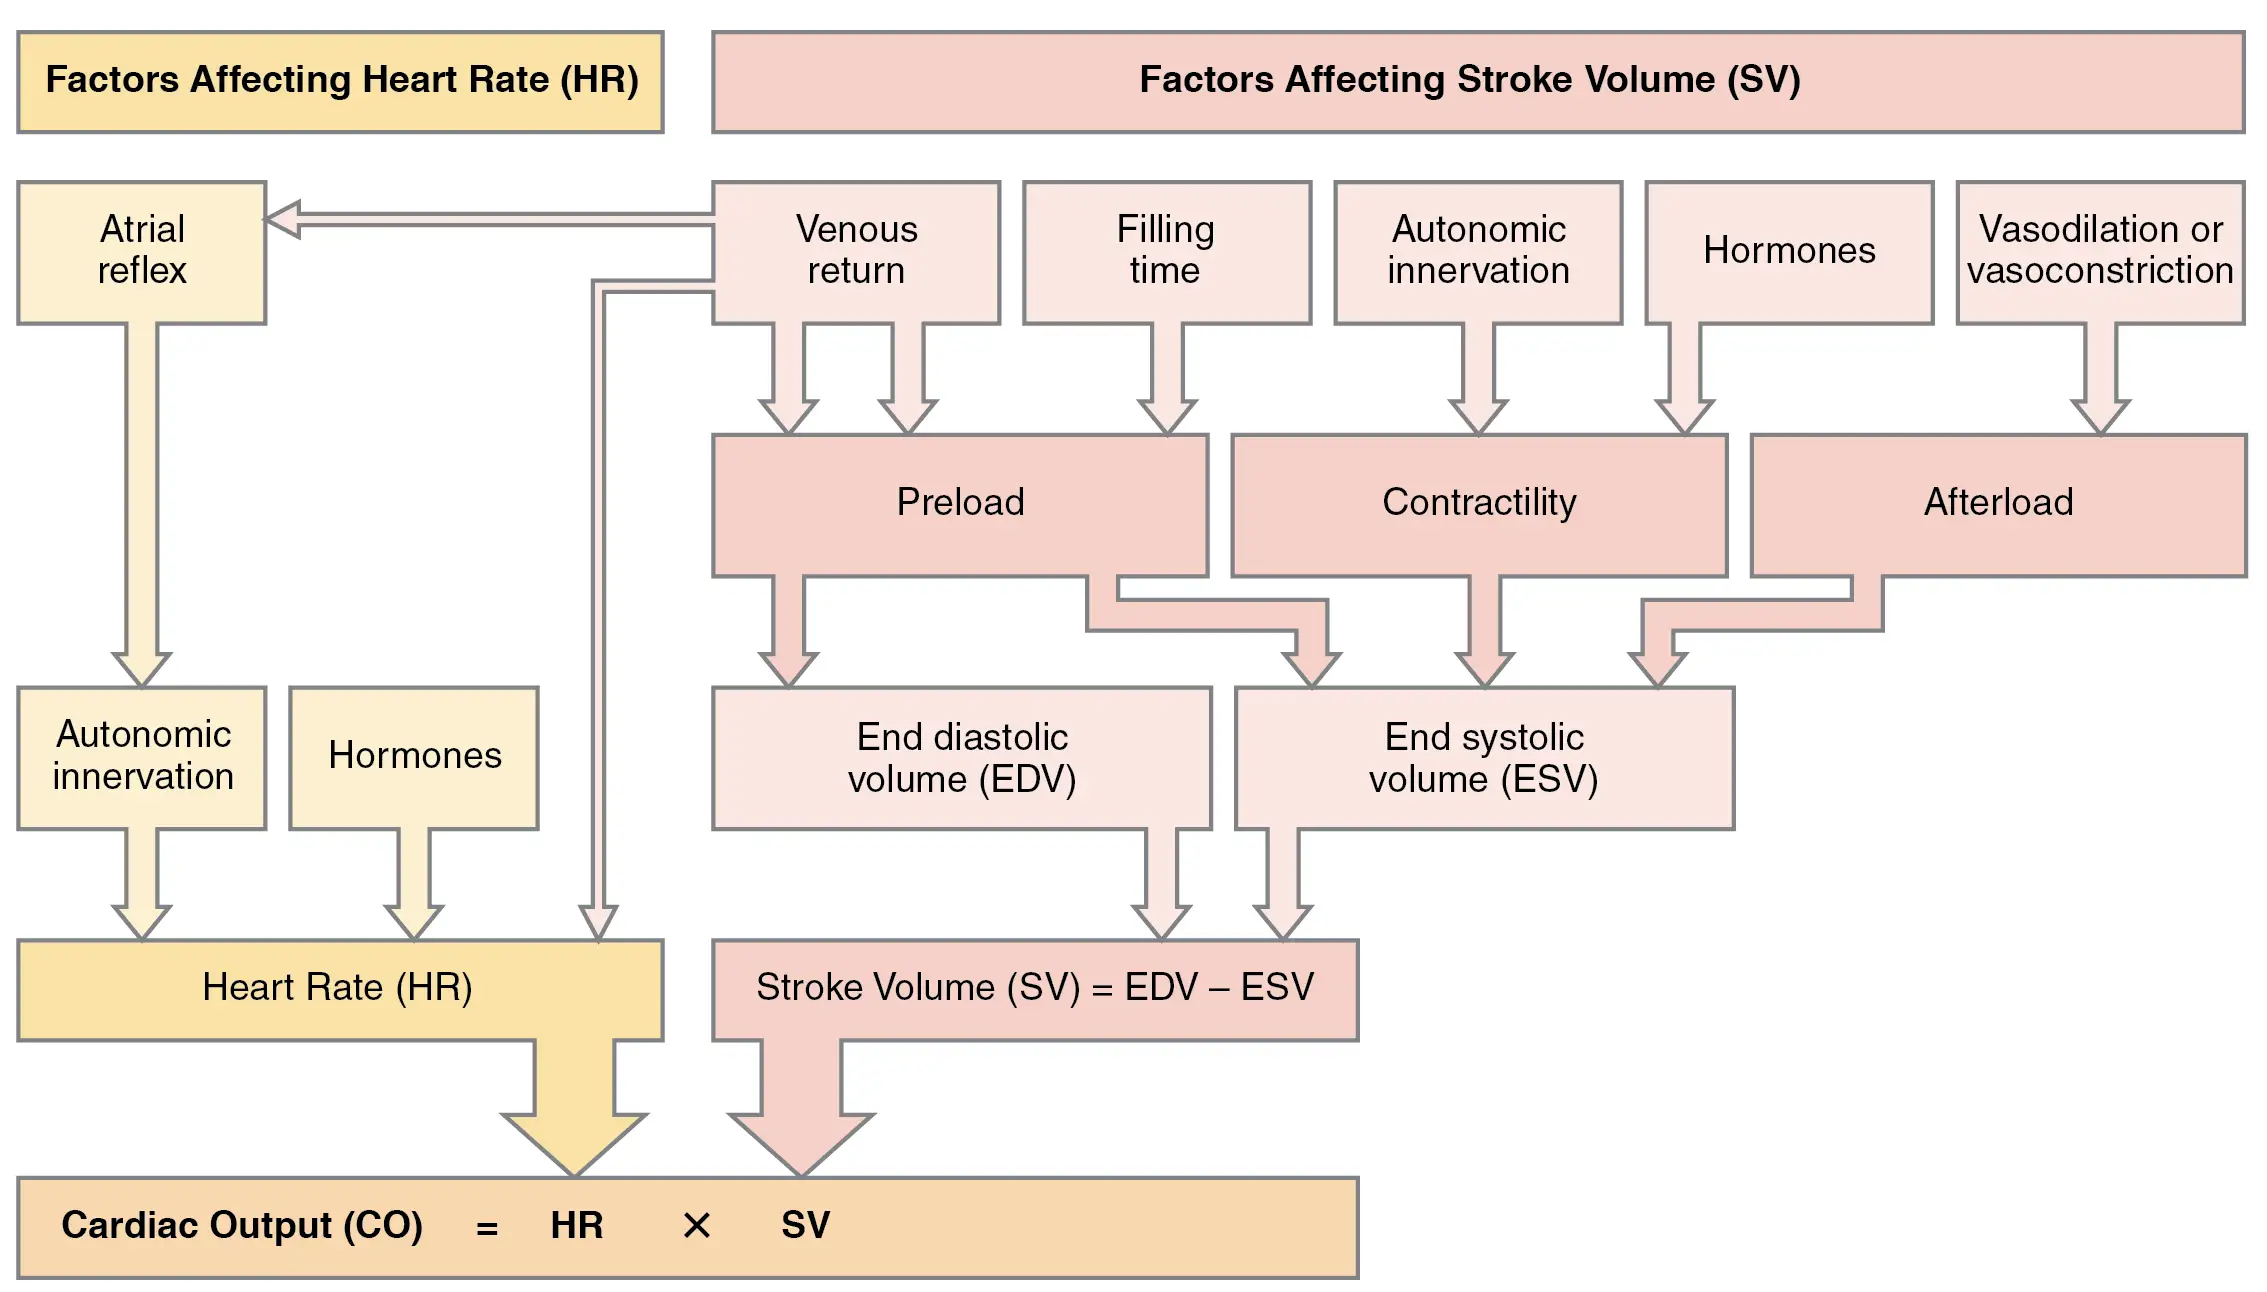 Factors Affecting Heart Rate (HR)
Factors Affecting Stroke Volume (SV)
Atrial
reflex
Venous
return
Filling
time
Autonomic
innervation
Hormones
Vasodilation or
vasoconstriction
Preload
Contractility
Afterload
Autonomic
innervation
Hormones
End diastolic
volume (EDV)
End systolic
volume (ESV)
Heart Rate (HR)
Stroke Volume (SV) = EDV – ESV
Cardiac Output (CO) = HR × SV